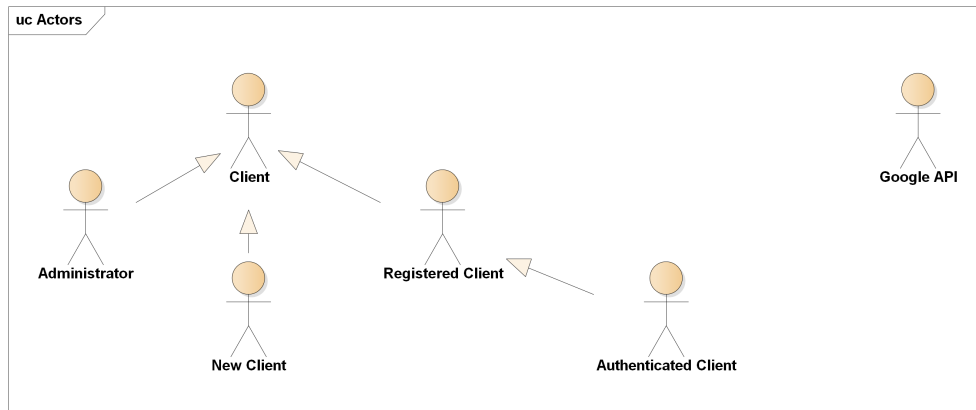 uc Actors
Client
Google API
Administrator
Registered Client
New Client
Authenticated Client